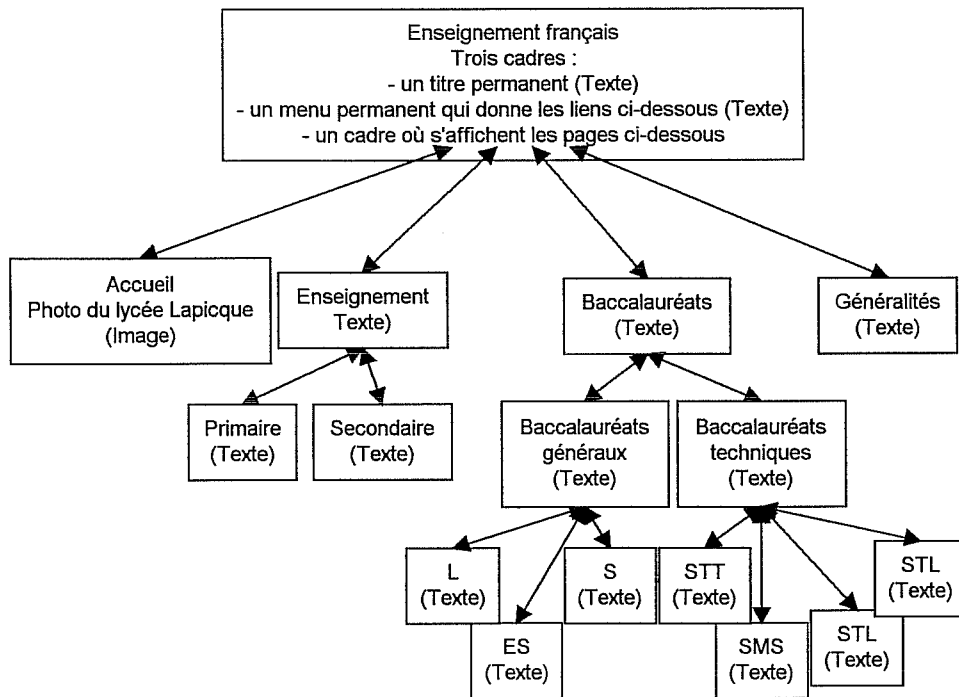 Enseignement français
Trois cadres :
- un titre permanent (Texte)
- un menu permanent qui donne les liens ci-dessous (Texte)
- un cadre où s'affichent les pages ci-dessous
Accueil
Photo du lycée Lapicque
(Image)
Enseignement
Texte)
Baccalauréats
(Texte)
Généralités
(Texte)
Primaire
(Texte)
Secondaire
(Texte)
Baccalauréats
généraux
(Texte)
Baccalauréats
techniques
(Texte)
L
(Texte)
ES
(Texte)
S
(Texte)
STT
(Texte)
SMS
(Texte)
STL
(Texte)
STL
(Texte)